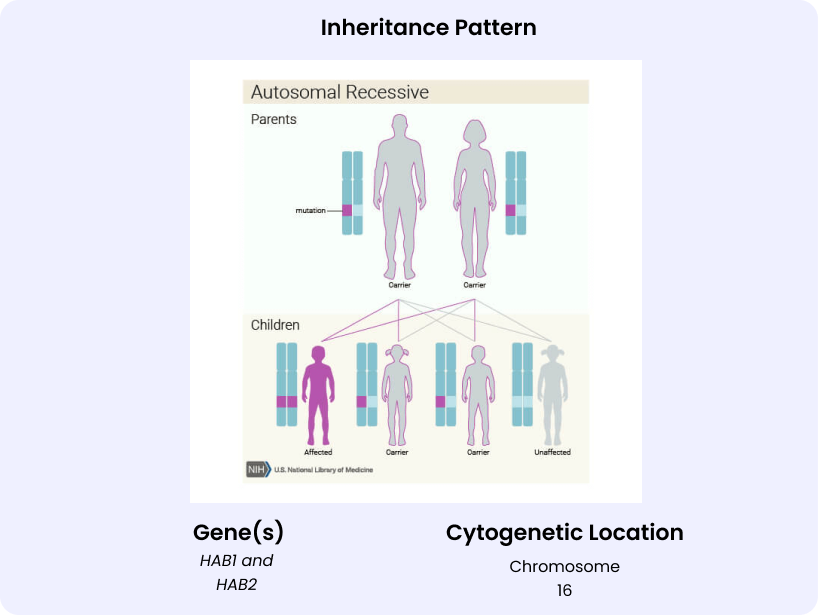 Inheritance Pattern
Autosomal Recessive
Parents
mutation
Carrier Carrier
Children
Affected Carrier Carrier Unaffected
NIH U.S. National Library of Medicine
Gene(s)
HAB1 and
HAB2
Cytogenetic Location
Chromosome
16